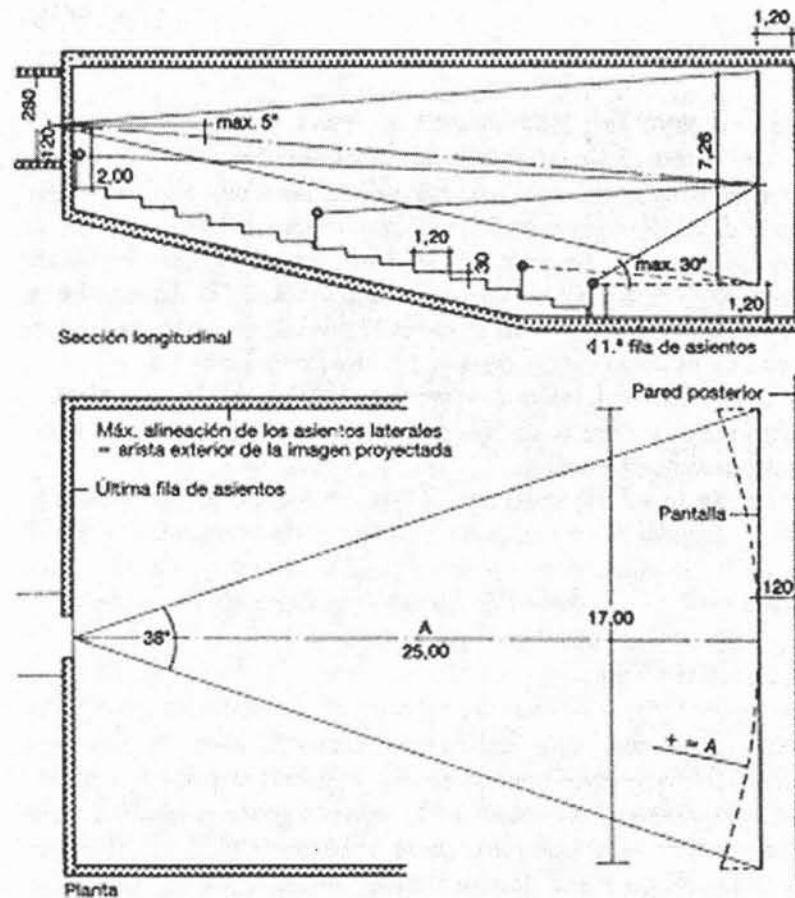 1,20
280
120
max. 5°
7,26
2,00
1,20
30
max. 30°
1,20
Sección longitudinal
1.ª fila de asientos
Pared posterior
Máx. alineación de los asientos laterales
= arista exterior de la imagen proyectada
Última fila de asientos
Pantalla
120
38°
A
25,00
17,00
+ = A
Planta